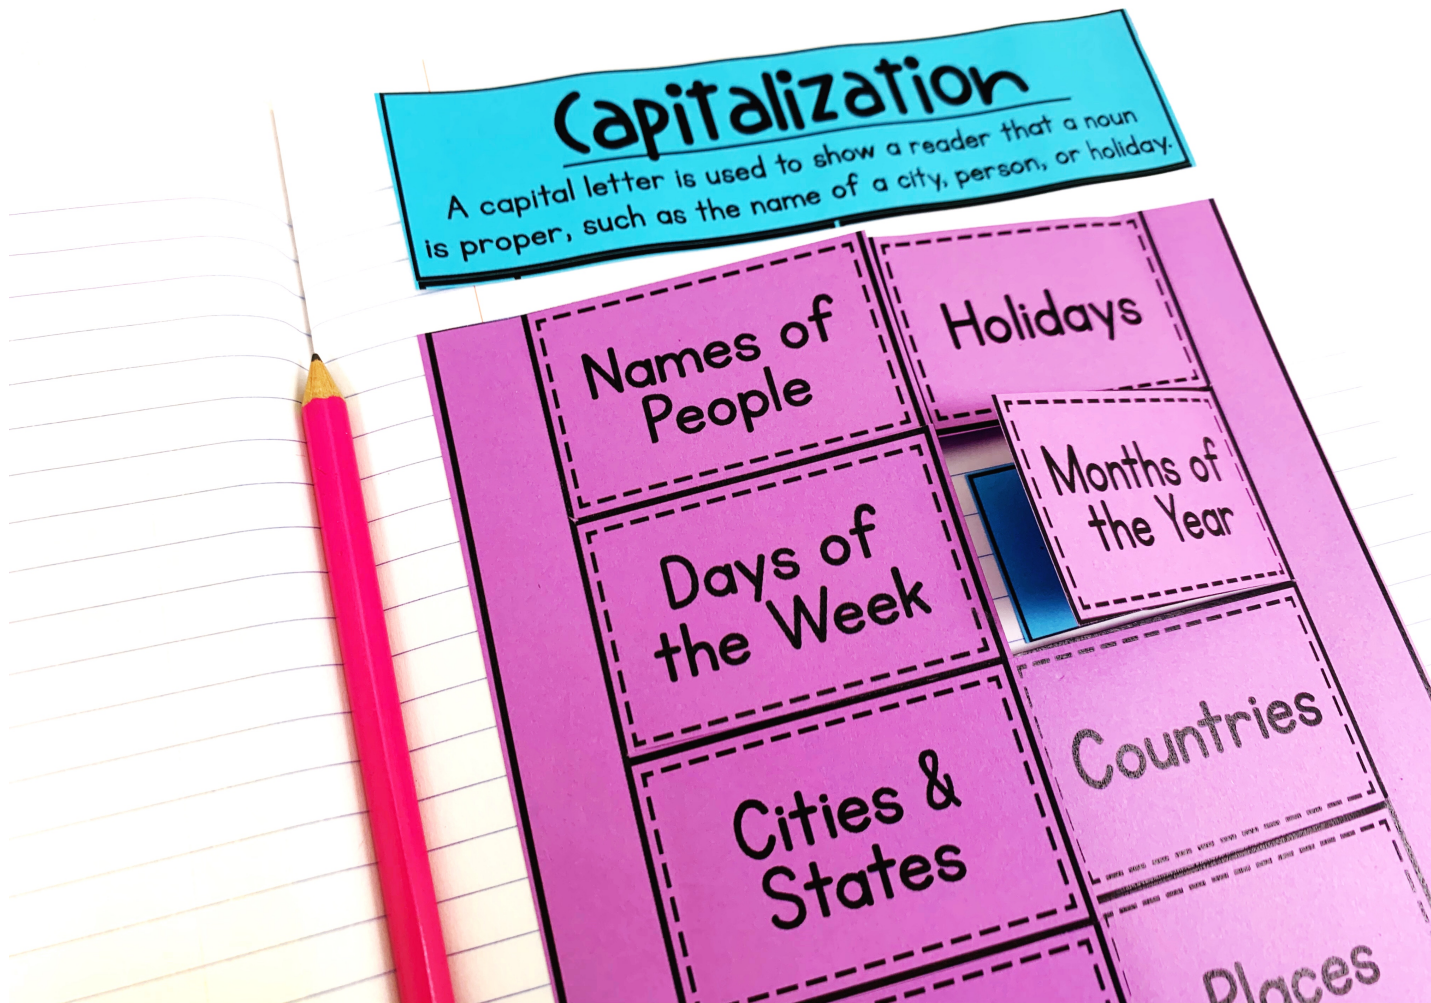 Capitalization
A capital letter is used to show a reader that a noun
is proper, such as the name of a city, person, or holiday.
Names of
People
Holidays
Days of
the Week
Months of
the Year
Cities &
States
Countries
Places